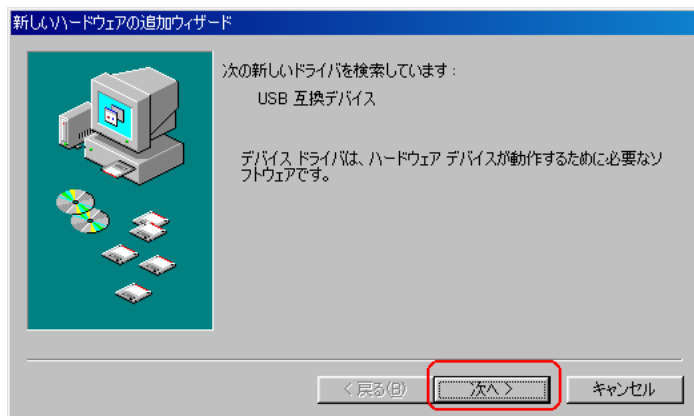 新しいハードウェアの追加ウィザード
次の新しいドライバを検索しています:
USB 互換デバイス
デバイス ドライバは、ハードウェア デバイスが動作するために必要なソ
フトウェアです。
< 戻る(B)
次へ >
キャンセル